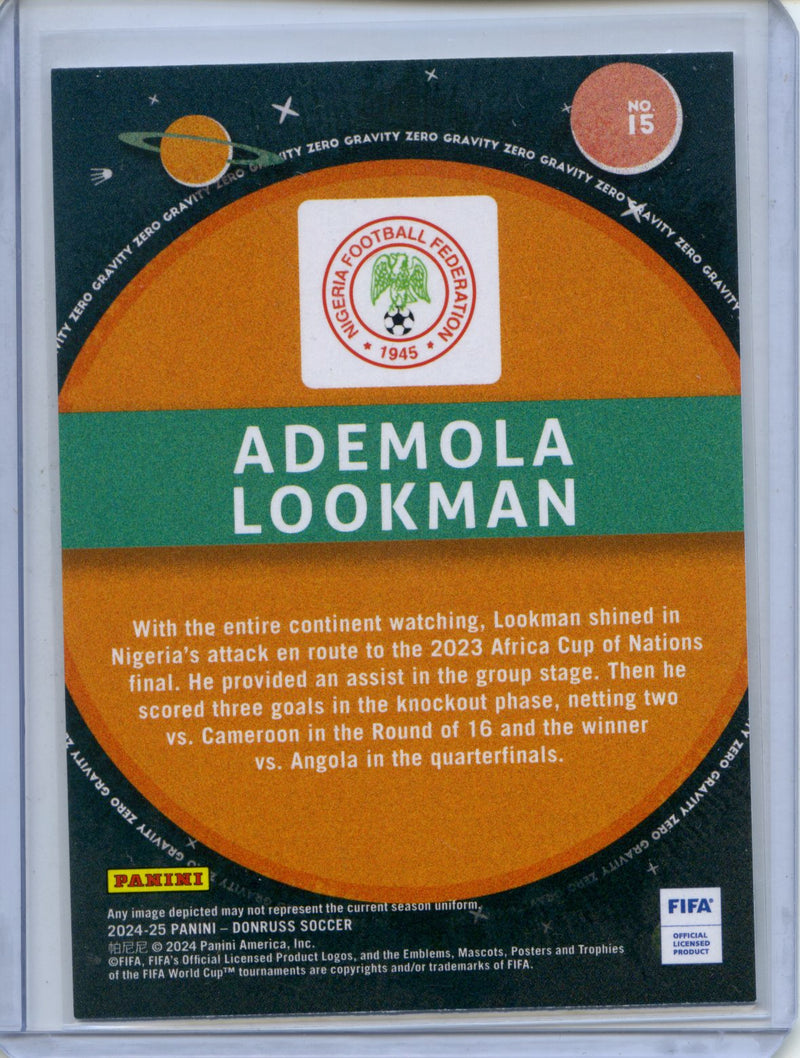 NO.
15
ITY ZERO GRAVITY ZERO GRAVITY ZERO GRAVITY ZERO GRAVITY ZERO GRAVITY ZERO GRAVITY ZERO GRAVITY
NIGERIA FOOTBALL FEDERATION
★ 1945 ★
ADEMOLA
LOOKMAN
With the entire continent watching, Lookman shined in
Nigeria's attack en route to the 2023 Africa Cup of Nations
final. He provided an assist in the group stage. Then he
scored three goals in the knockout phase, netting two
vs. Cameroon in the Round of 16 and the winner
vs. Angola in the quarterfinals.
PANINI
Any image depicted may not represent the current season uniform.
2024-25 PANINI – DONRUSS SOCCER
帕尼尼 © 2024 Panini America, Inc.
©FIFA, FIFA's Official Licensed Product Logos, and the Emblems, Mascots, Posters and Trophies
of the FIFA World Cup™ tournaments are copyrights and/or trademarks of FIFA.
FIFA®
OFFICIAL
LICENSED
PRODUCT